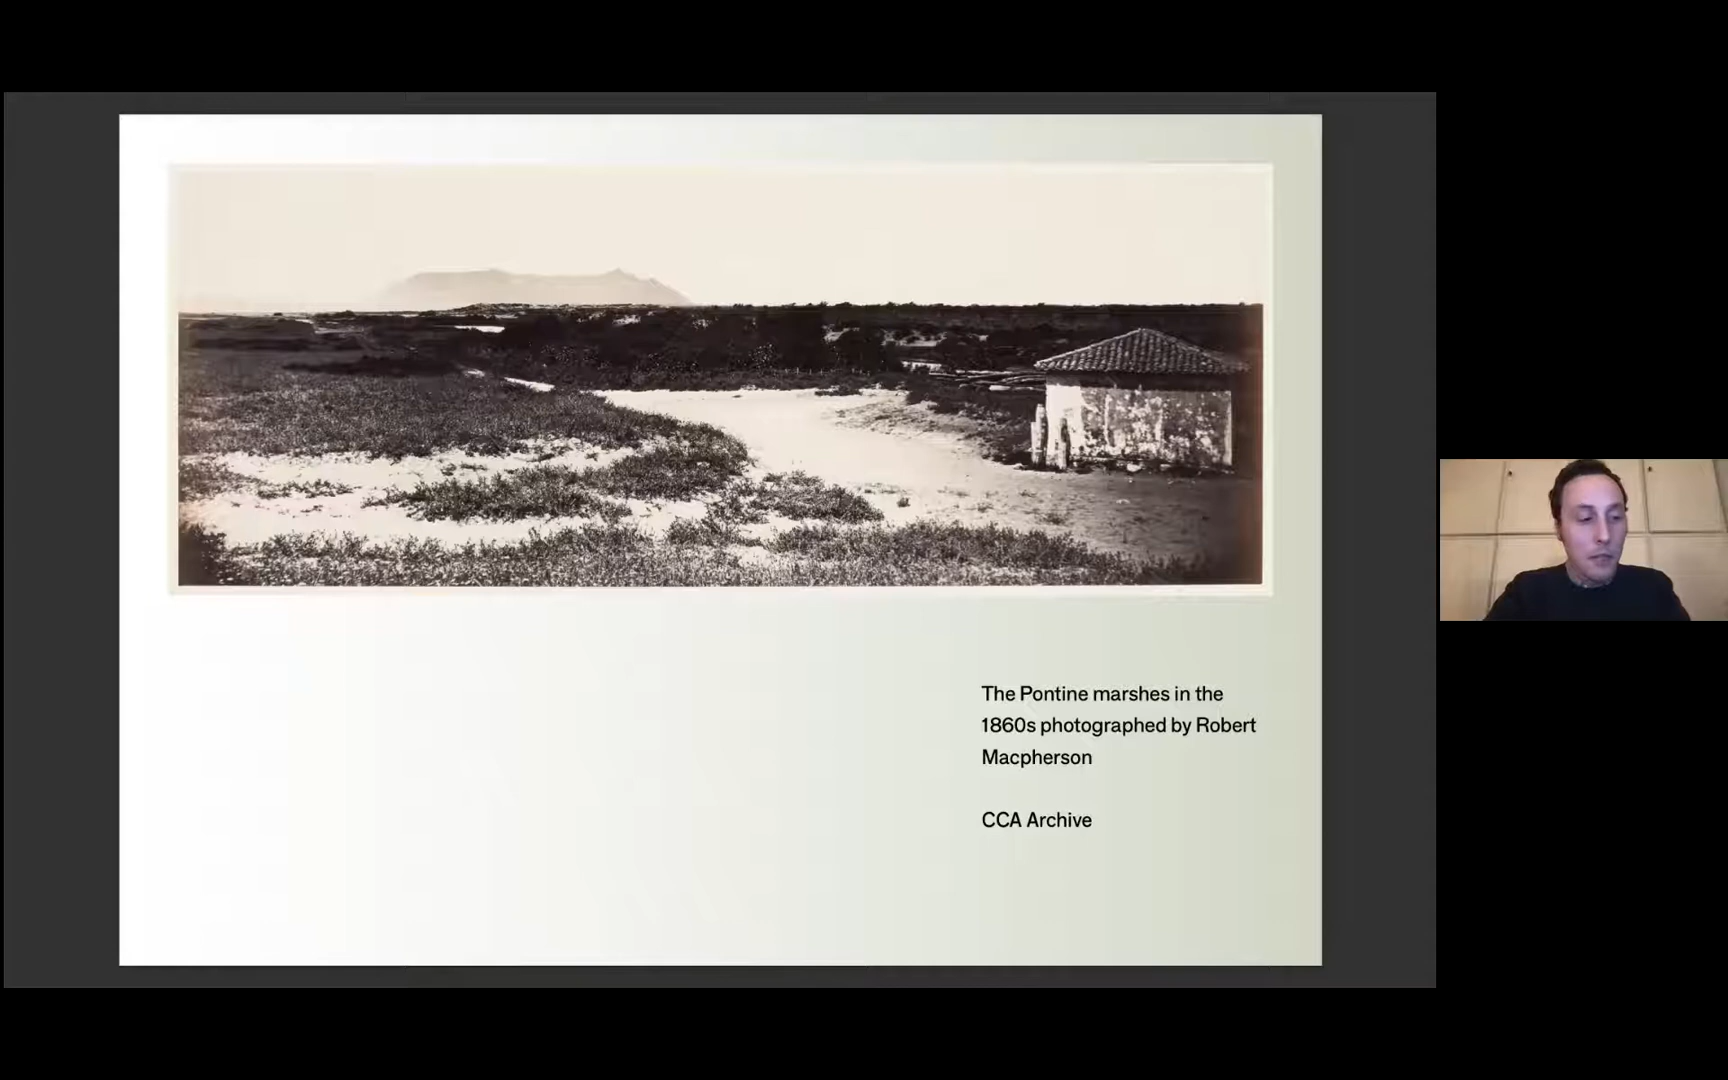 The Pontine marshes in the
1860s photographed by Robert
Macpherson
CCA Archive